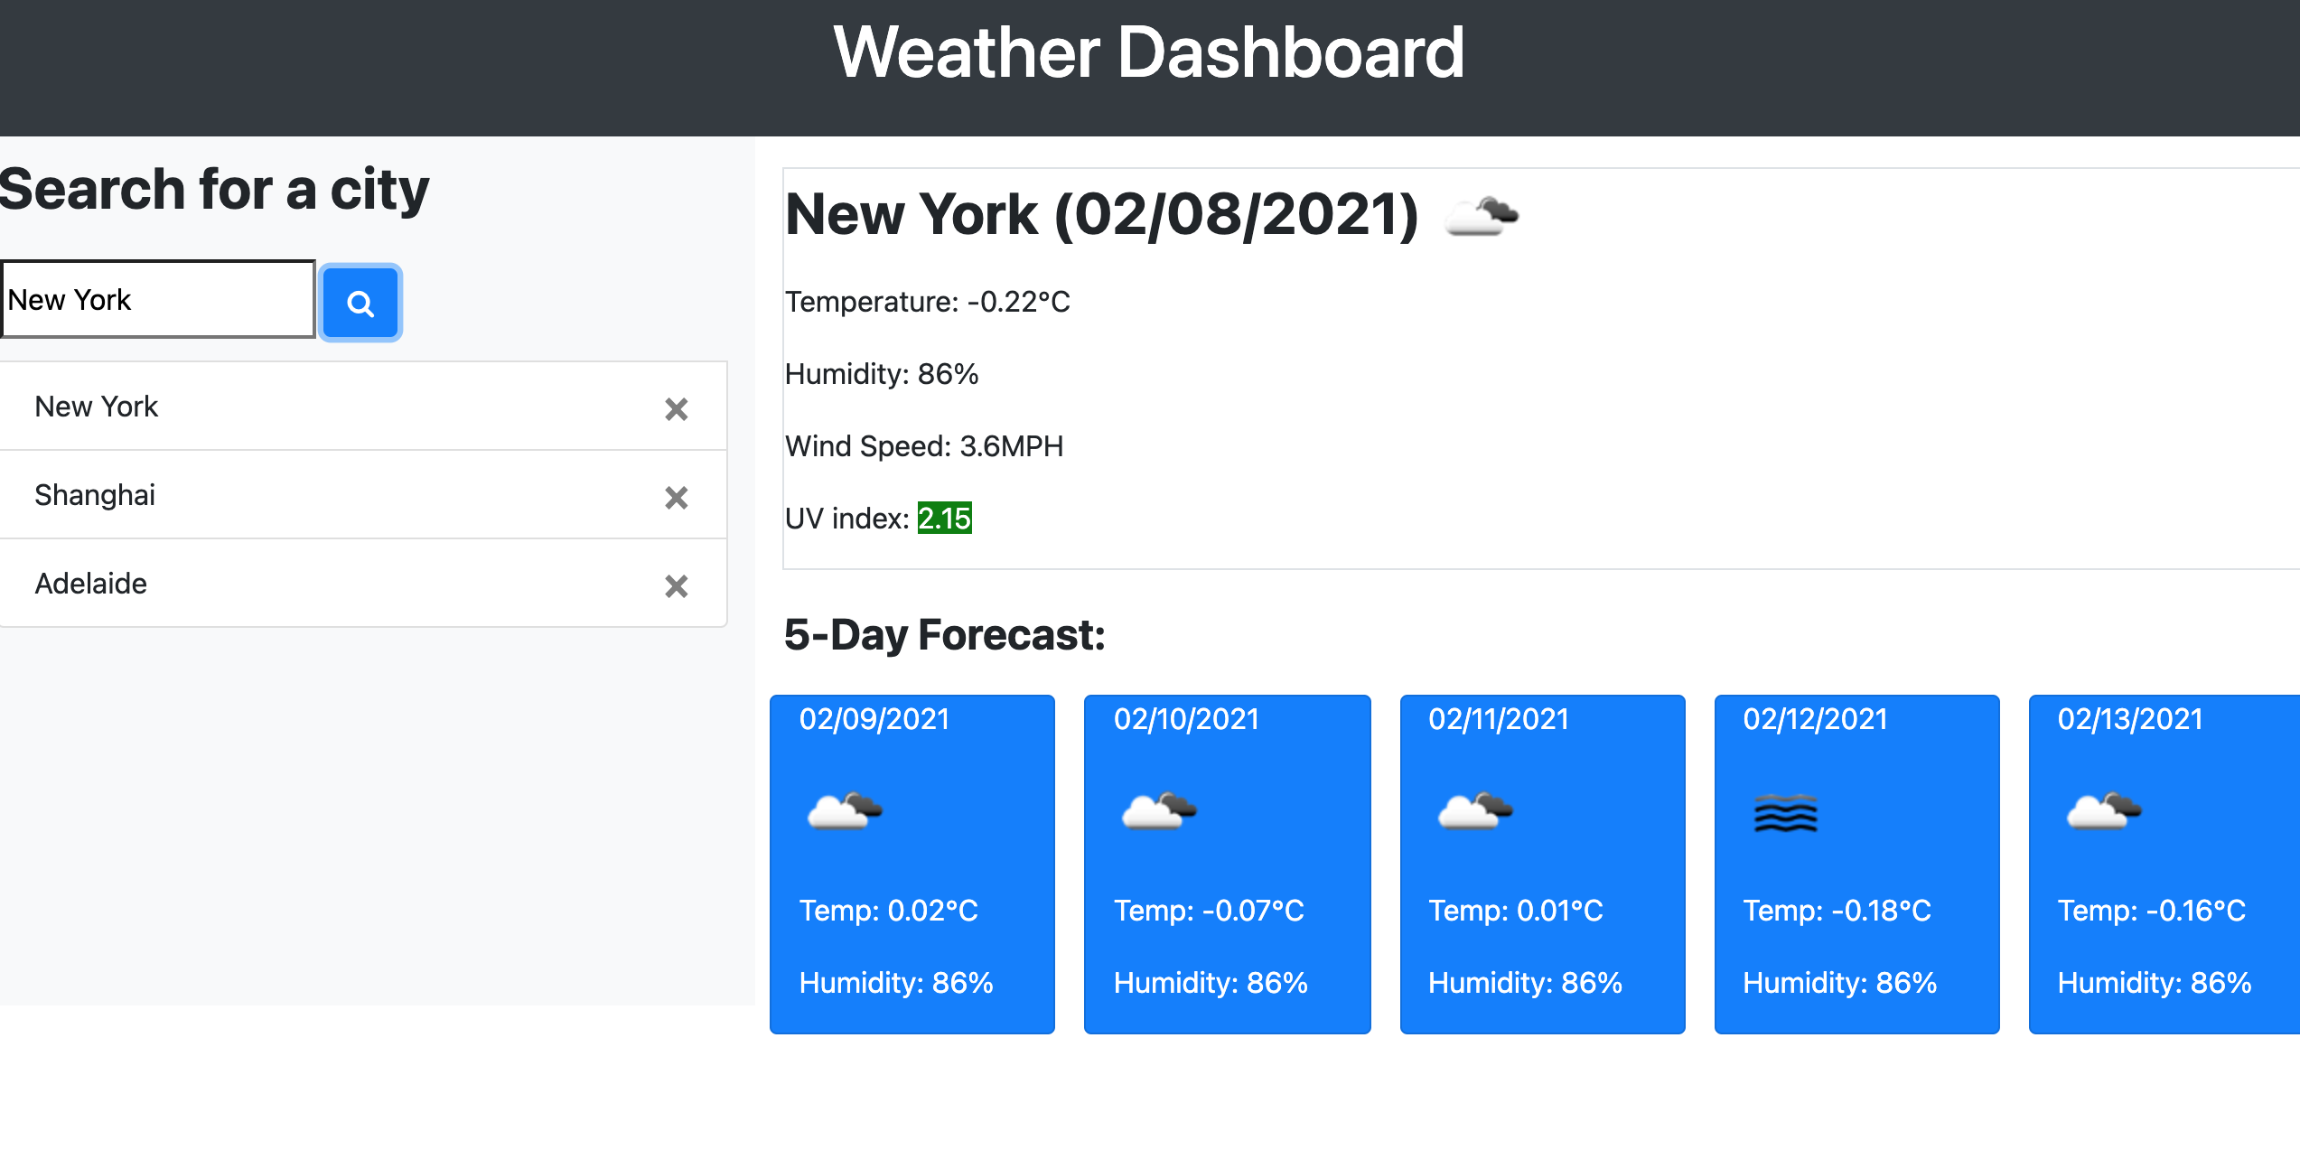 Weather Dashboard
Search for a city
New York
New York
Shanghai
Adelaide
New York (02/08/2021)
Temperature: -0.22°C
Humidity: 86%
Wind Speed: 3.6MPH
UV index: 2.15
5-Day Forecast:
02/09/2021
Temp: 0.02°C
Humidity: 86%
02/10/2021
Temp: -0.07°C
Humidity: 86%
02/11/2021
Temp: 0.01°C
Humidity: 86%
02/12/2021
Temp: -0.18°C
Humidity: 86%
02/13/2021
Temp: -0.16°C
Humidity: 86%